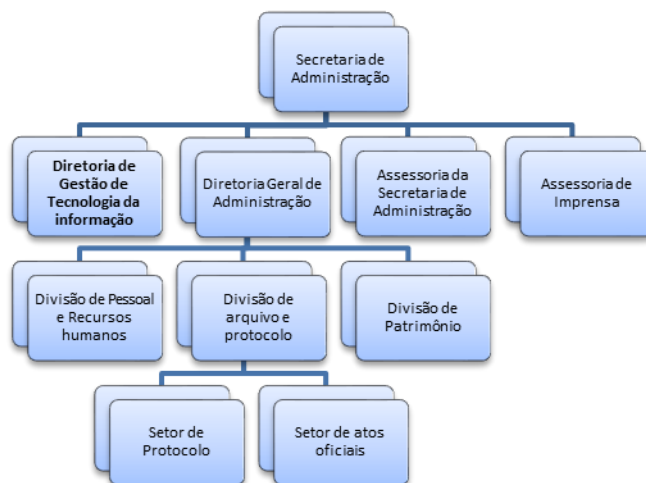 Secretaria de
Administração
Diretoria de
Gestão de
Tecnologia da
informação
Diretoria Geral de
Administração
Assessoria da
Secretaria de
Administração
Assessoria de
Imprensa
Divisão de Pessoal
e Recursos
humanos
Divisão de
arquivo e
protocolo
Divisão de
Patrimônio
Setor de
Protocolo
Setor de atos
oficiais